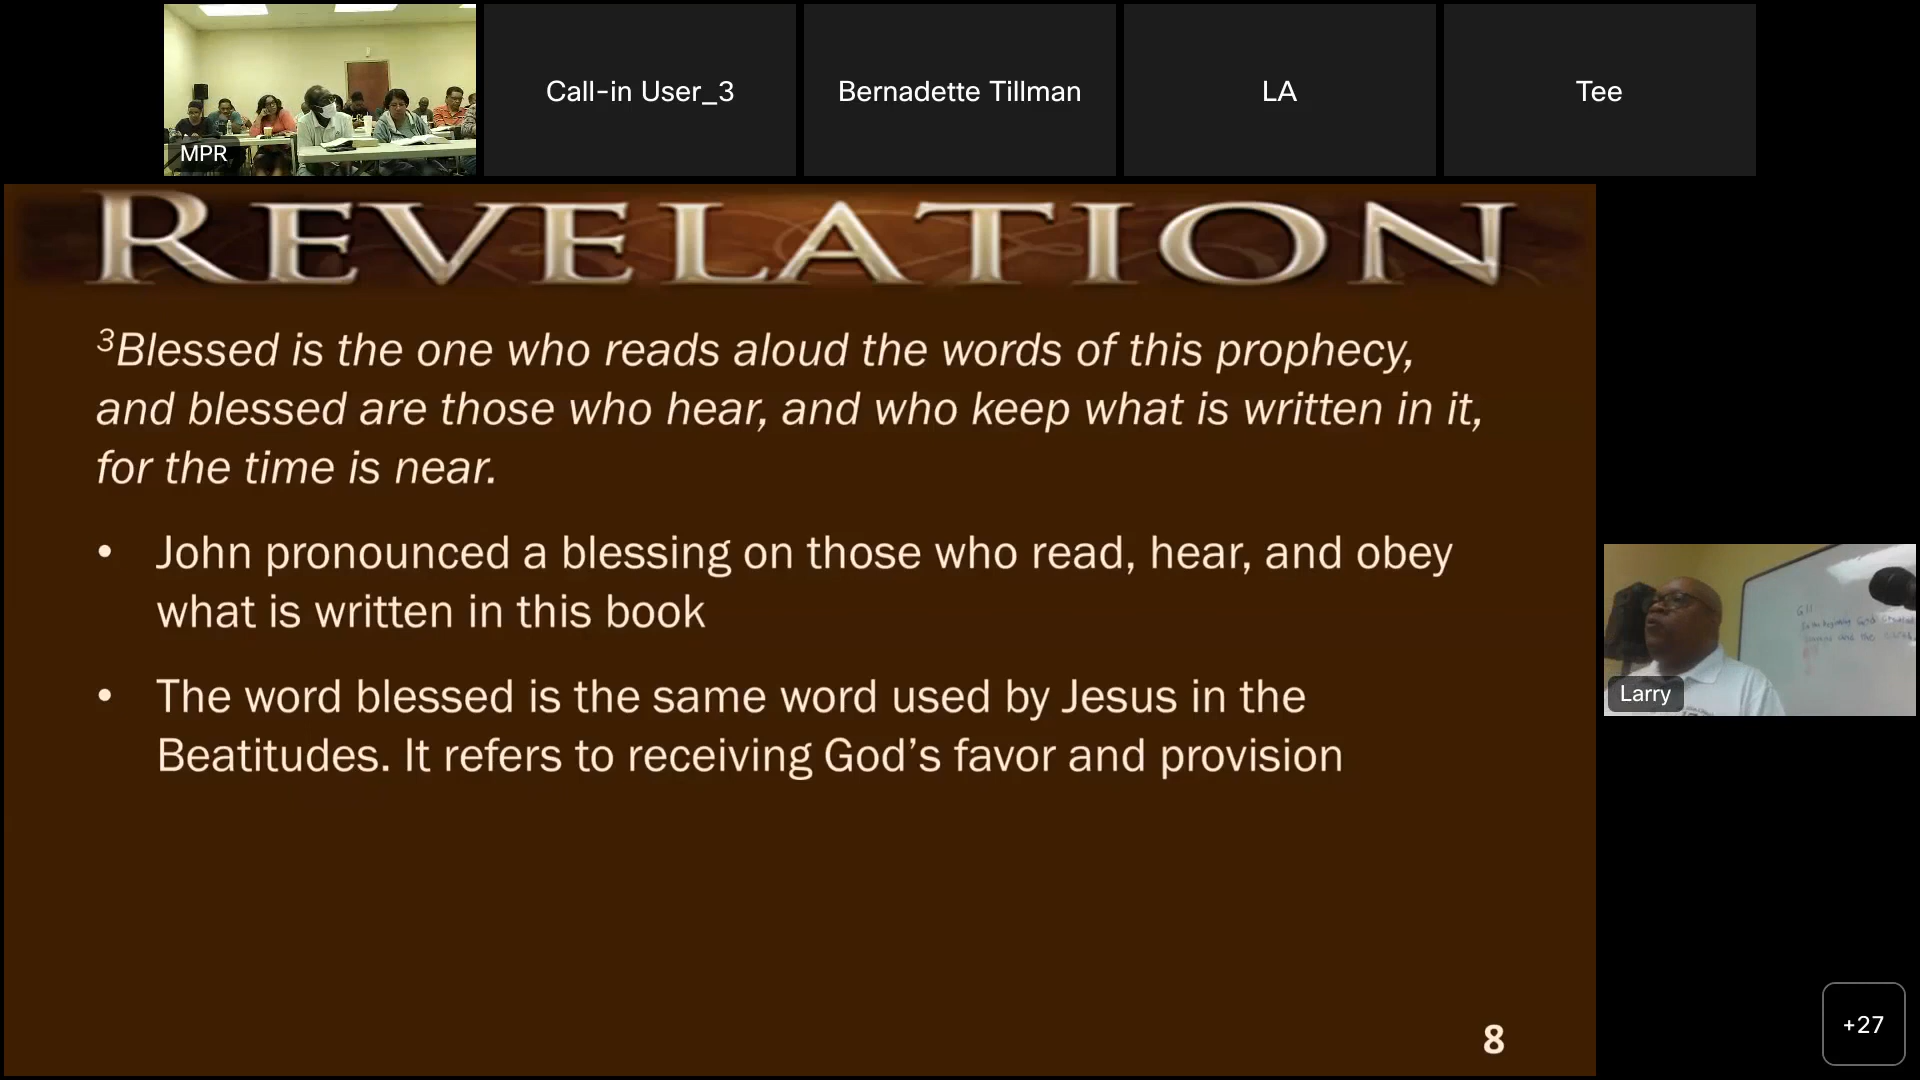 MPR
Call-in User_3
Bernadette Tillman
LA
Tee
REVELATION
3Blessed is the one who reads aloud the words of this prophecy,
and blessed are those who hear, and who keep what is written in it,
for the time is near.
• John pronounced a blessing on those who read, hear, and obey
what is written in this book
• The word blessed is the same word used by Jesus in the
Beatitudes. It refers to receiving God’s favor and provision
8
Larry
+27